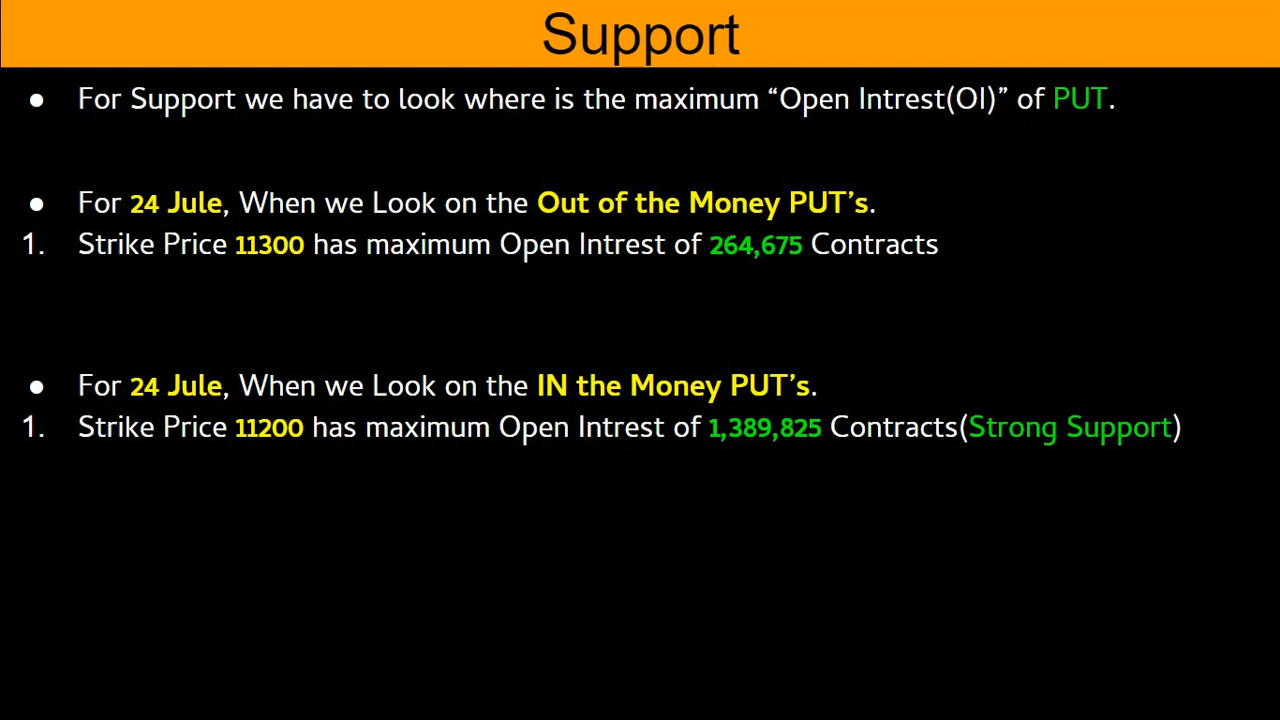 Support
● For Support we have to look where is the maximum “Open Intrest(OI)” of PUT.
● For 24 Jule, When we Look on the Out of the Money PUT’s.
1. Strike Price 11300 has maximum Open Intrest of 264,675 Contracts
● For 24 Jule, When we Look on the IN the Money PUT’s.
1. Strike Price 11200 has maximum Open Intrest of 1,389,825 Contracts(Strong Support)